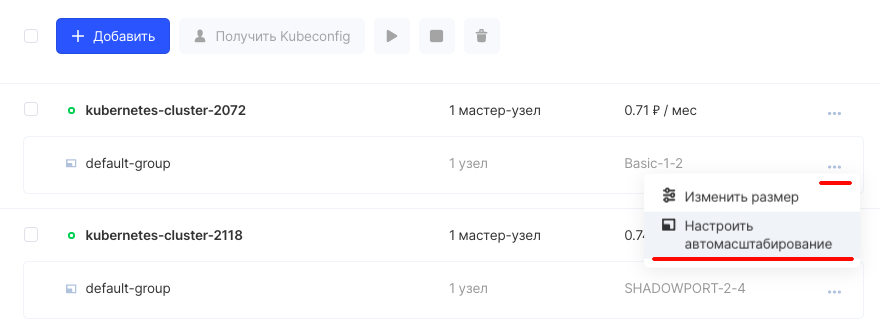 Добавить Получить Kubeconfig
kubernetes-cluster-2072 1 мастер-узел 0.71 ₽ / мес
default-group 1 узел Basic-1-2
Изменить размер
Настроить
kubernetes-cluster-2118 1 мастер-узел 0.7
автомасштабирование
default-group 1 узел SHADOWPORT-2-4